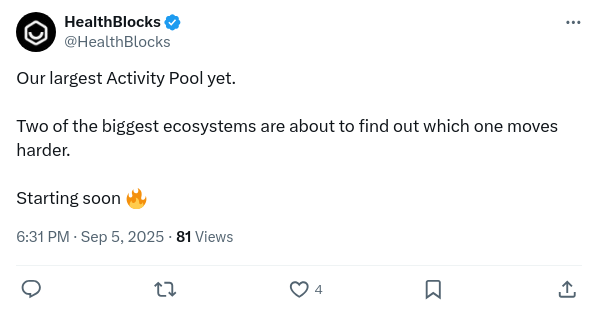 HealthBlocks
@HealthBlocks
Our largest Activity Pool yet.
Two of the biggest ecosystems are about to find out which one moves
harder.
Starting soon 🔥
6:31 PM · Sep 5, 2025 · 81 Views
4